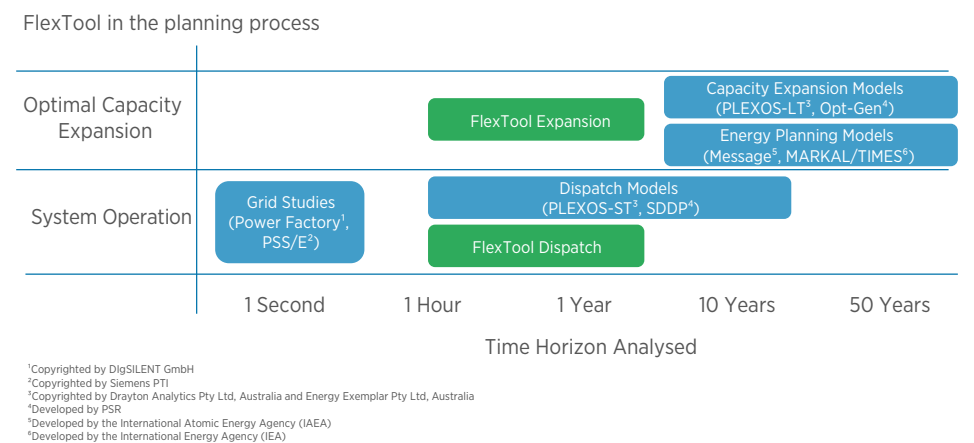 FlexTool in the planning process
Optimal Capacity
Expansion
FlexTool Expansion
Capacity Expansion Models
(PLEXOS-LT³, Opt-Gen⁴)
Energy Planning Models
(Message⁵, MARKAL/TIMES⁶)
System Operation
Grid Studies
(Power Factory¹,
PSS/E²)
Dispatch Models
(PLEXOS-ST³, SDDP⁴)
FlexTool Dispatch
1 Second
1 Hour
1 Year
10 Years
50 Years
Time Horizon Analysed
¹Copyrighted by DIgSILENT GmbH
²Copyrighted by Siemens PTI
³Copyrighted by Drayton Analytics Pty Ltd, Australia and Energy Exemplar Pty Ltd, Australia
⁴Developed by PSR
⁵Developed by the International Atomic Energy Agency (IAEA)
⁶Developed by the International Energy Agency (IEA)